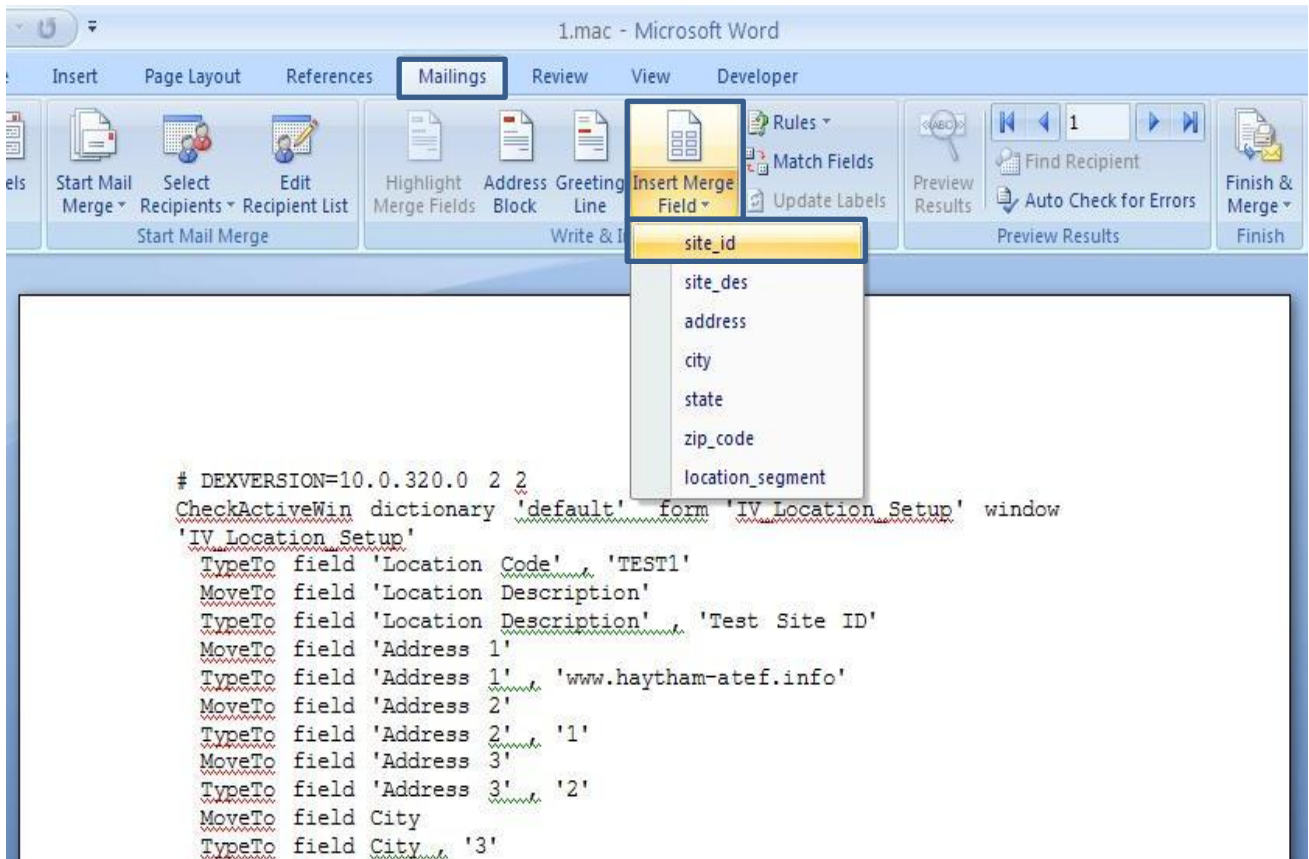 1.mac - Microsoft Word
Insert Page Layout References Mailings Review View Developer
els
Start Mail Merge
Select Recipients
Edit Recipient List
Start Mail Merge
Highlight Merge Fields
Address Block
Greeting Line
Insert Merge Field
Rules
Match Fields
Update Labels
Write & I
«ABC»
Preview Results
1
Find Recipient
Auto Check for Errors
Preview Results
Finish & Merge
Finish
site_id
site_des
address
city
state
zip_code
location_segment
# DEXVERSION=10.0.320.0 2 2
CheckActiveWin dictionary 'default' form 'IV_Location_Setup' window
'IV_Location_Setup'
TypeTo field 'Location Code' , 'TEST1'
MoveTo field 'Location Description'
TypeTo field 'Location Description' , 'Test Site ID'
MoveTo field 'Address 1'
TypeTo field 'Address 1' , 'www.haytham-atef.info'
MoveTo field 'Address 2'
TypeTo field 'Address 2' , '1'
MoveTo field 'Address 3'
TypeTo field 'Address 3' , '2'
MoveTo field City
TypeTo field City , '3'